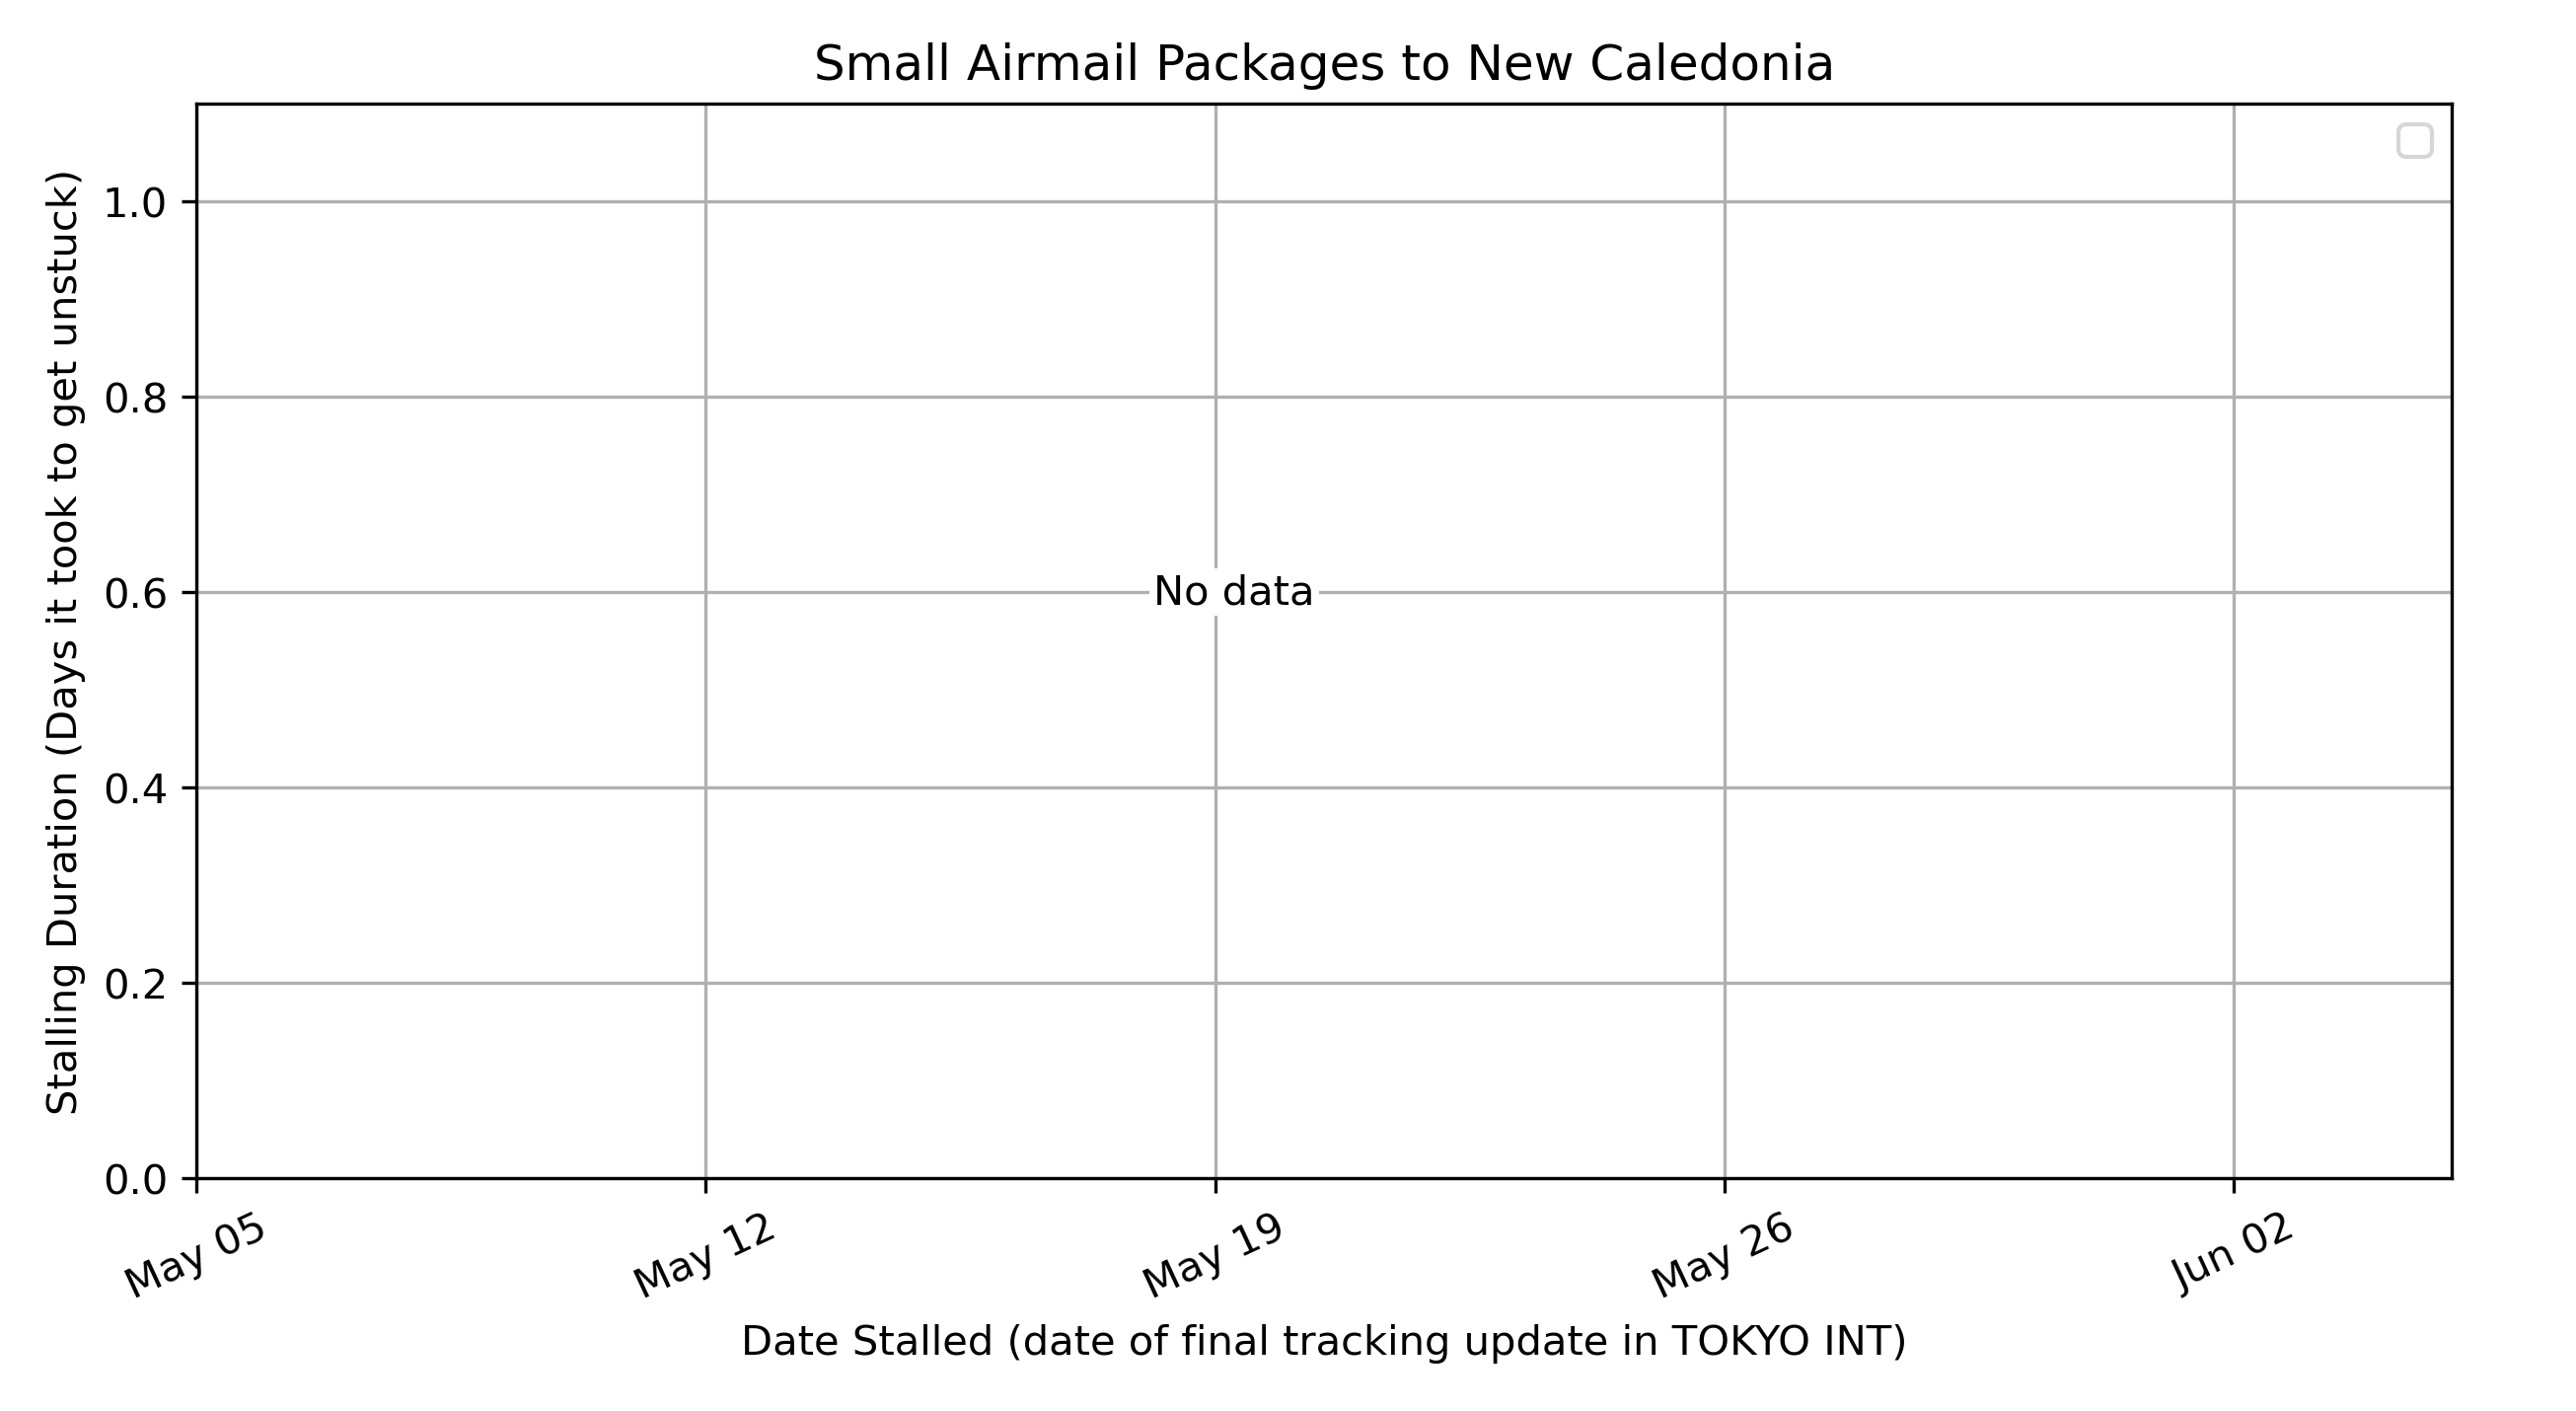 Small Airmail Packages to New Caledonia
Stalling Duration (Days it took to get unstuck)
1.0
0.8
0.6
0.4
0.2
0.0
No data
May 05
May 12
May 19
May 26
Jun 02
Date Stalled (date of final tracking update in TOKYO INT)